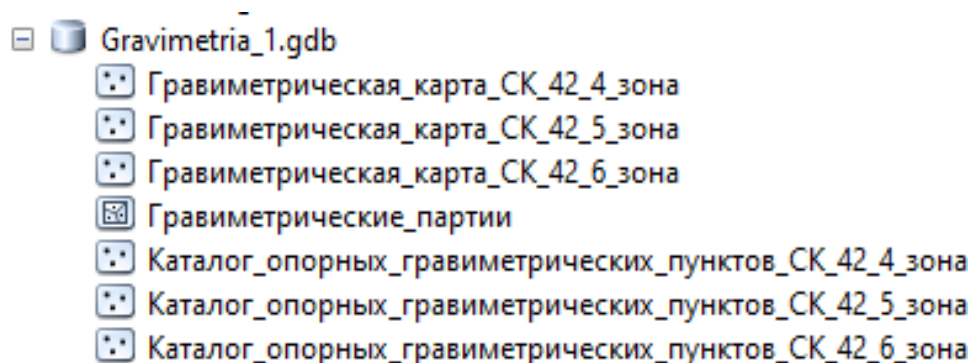 Gravimetria_1.gdb
Гравиметрическая_карта_СК_42_4_зона
Гравиметрическая_карта_СК_42_5_зона
Гравиметрическая_карта_СК_42_6_зона
Гравиметрические_партии
Каталог_опорных_гравиметрических_пунктов_СК_42_4_зона
Каталог_опорных_гравиметрических_пунктов_СК_42_5_зона
Каталог_опорных_гравиметрических_пунктов_СК_42_6_зона